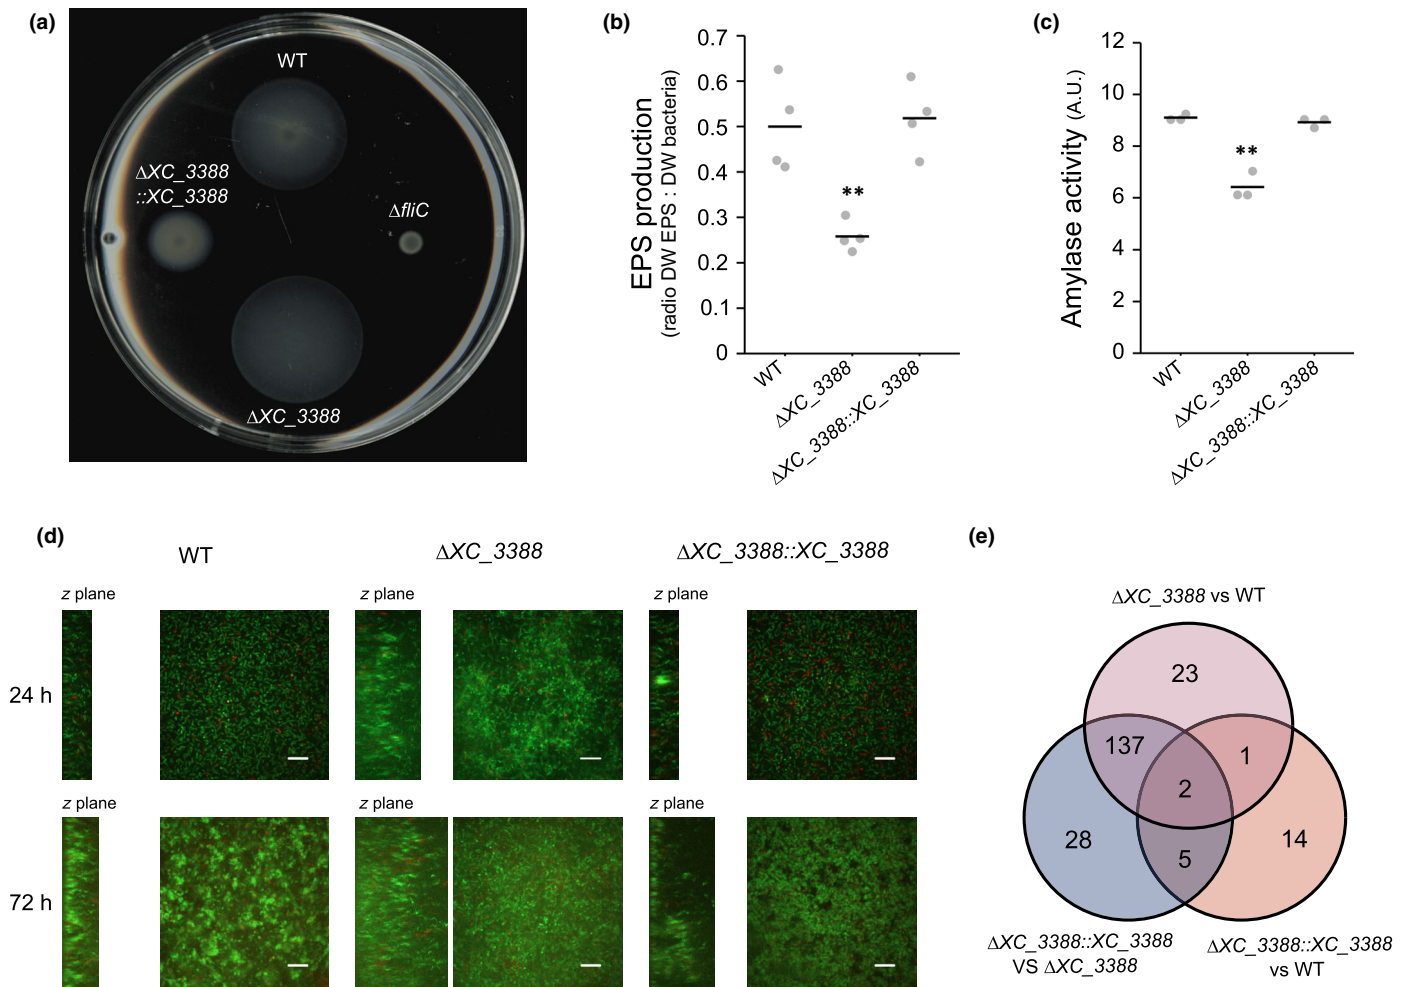 (a)
WT
ΔXC_3388
::XC_3388
ΔfliC
ΔXC_3388
(b)
EPS production
(radio DW EPS : DW bacteria)
0.7
0.6
0.5
0.4
0.3
0.2
0.1
0
**
WT
ΔXC_3388
ΔXC_3388::XC_3388
(c)
Amylase activity (A.U.)
12
10
8
6
4
2
0
**
WT
ΔXC_3388
ΔXC_3388::XC_3388
(d)
WT
ΔXC_3388
ΔXC_3388::XC_3388
z plane
z plane
z plane
24 h
z plane
z plane
z plane
72 h
(e)
ΔXC_3388 vs WT
23
137
1
2
28
5
14
ΔXC_3388::XC_3388
VS ΔXC_3388
ΔXC_3388::XC_3388
vs WT